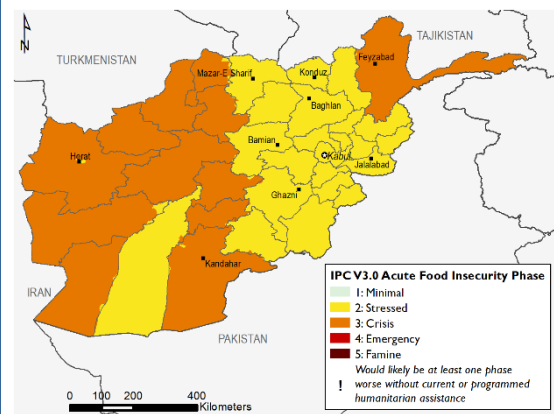 N
TURKMENISTAN
TAJIKISTAN
Feyzabad
Mazar-E Sharif
Konduz
Baghlan
Herat
Bamian
Kabul
Jalalabad
Ghazni
Kandahar
IRAN
PAKISTAN
IPC V3.0 Acute Food Insecurity Phase
1: Minimal
2: Stressed
3: Crisis
4: Emergency
5: Famine
Would likely be at least one phase
! worse without current or programmed
humanitarian assistance
0 100 200 400
Kilometers